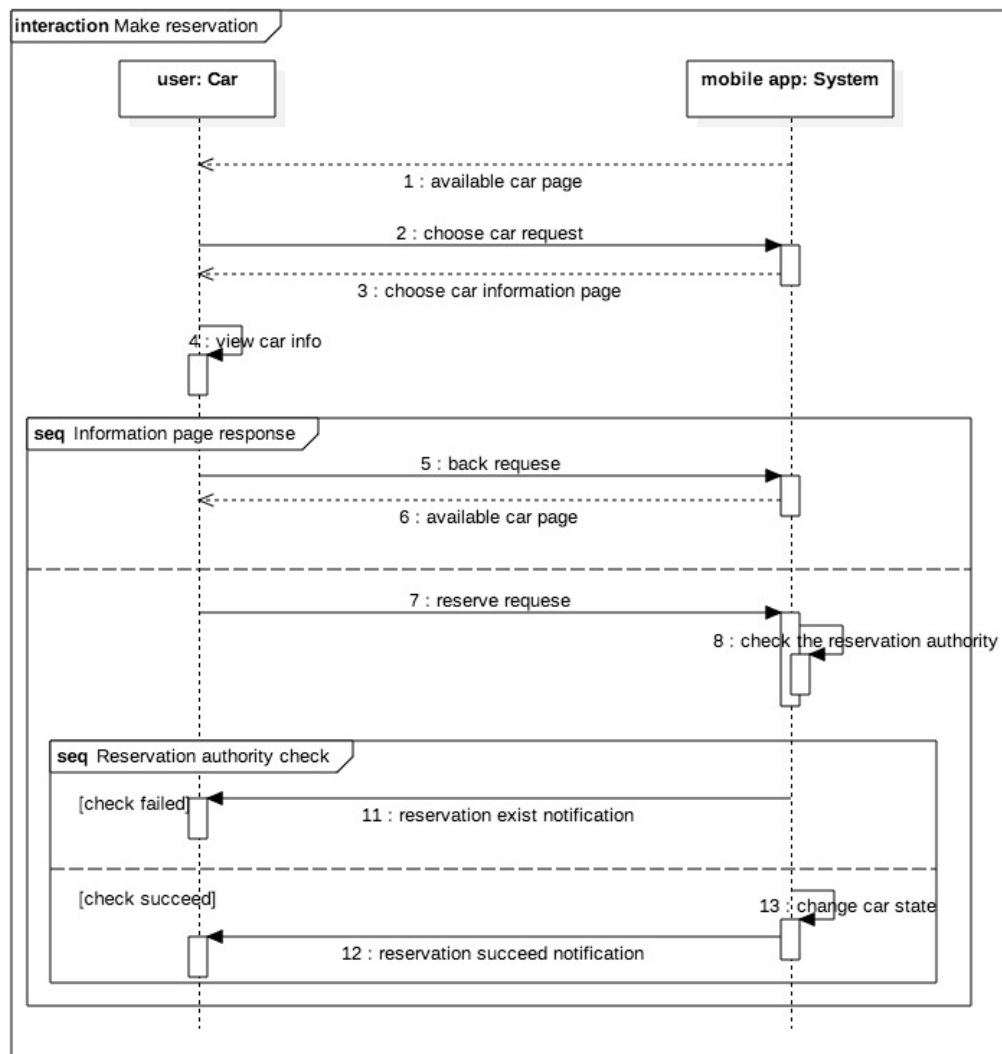 interaction Make reservation
user: Car
mobile app: System
1 : available car page
2 : choose car request
3 : choose car information page
4 : view car info
seq Information page response
5 : back requese
6 : available car page
7 : reserve requese
8 : check the reservation authority
seq Reservation authority check
[check failed]
11 : reservation exist notification
[check succeed]
13 : change car state
12 : reservation succeed notification